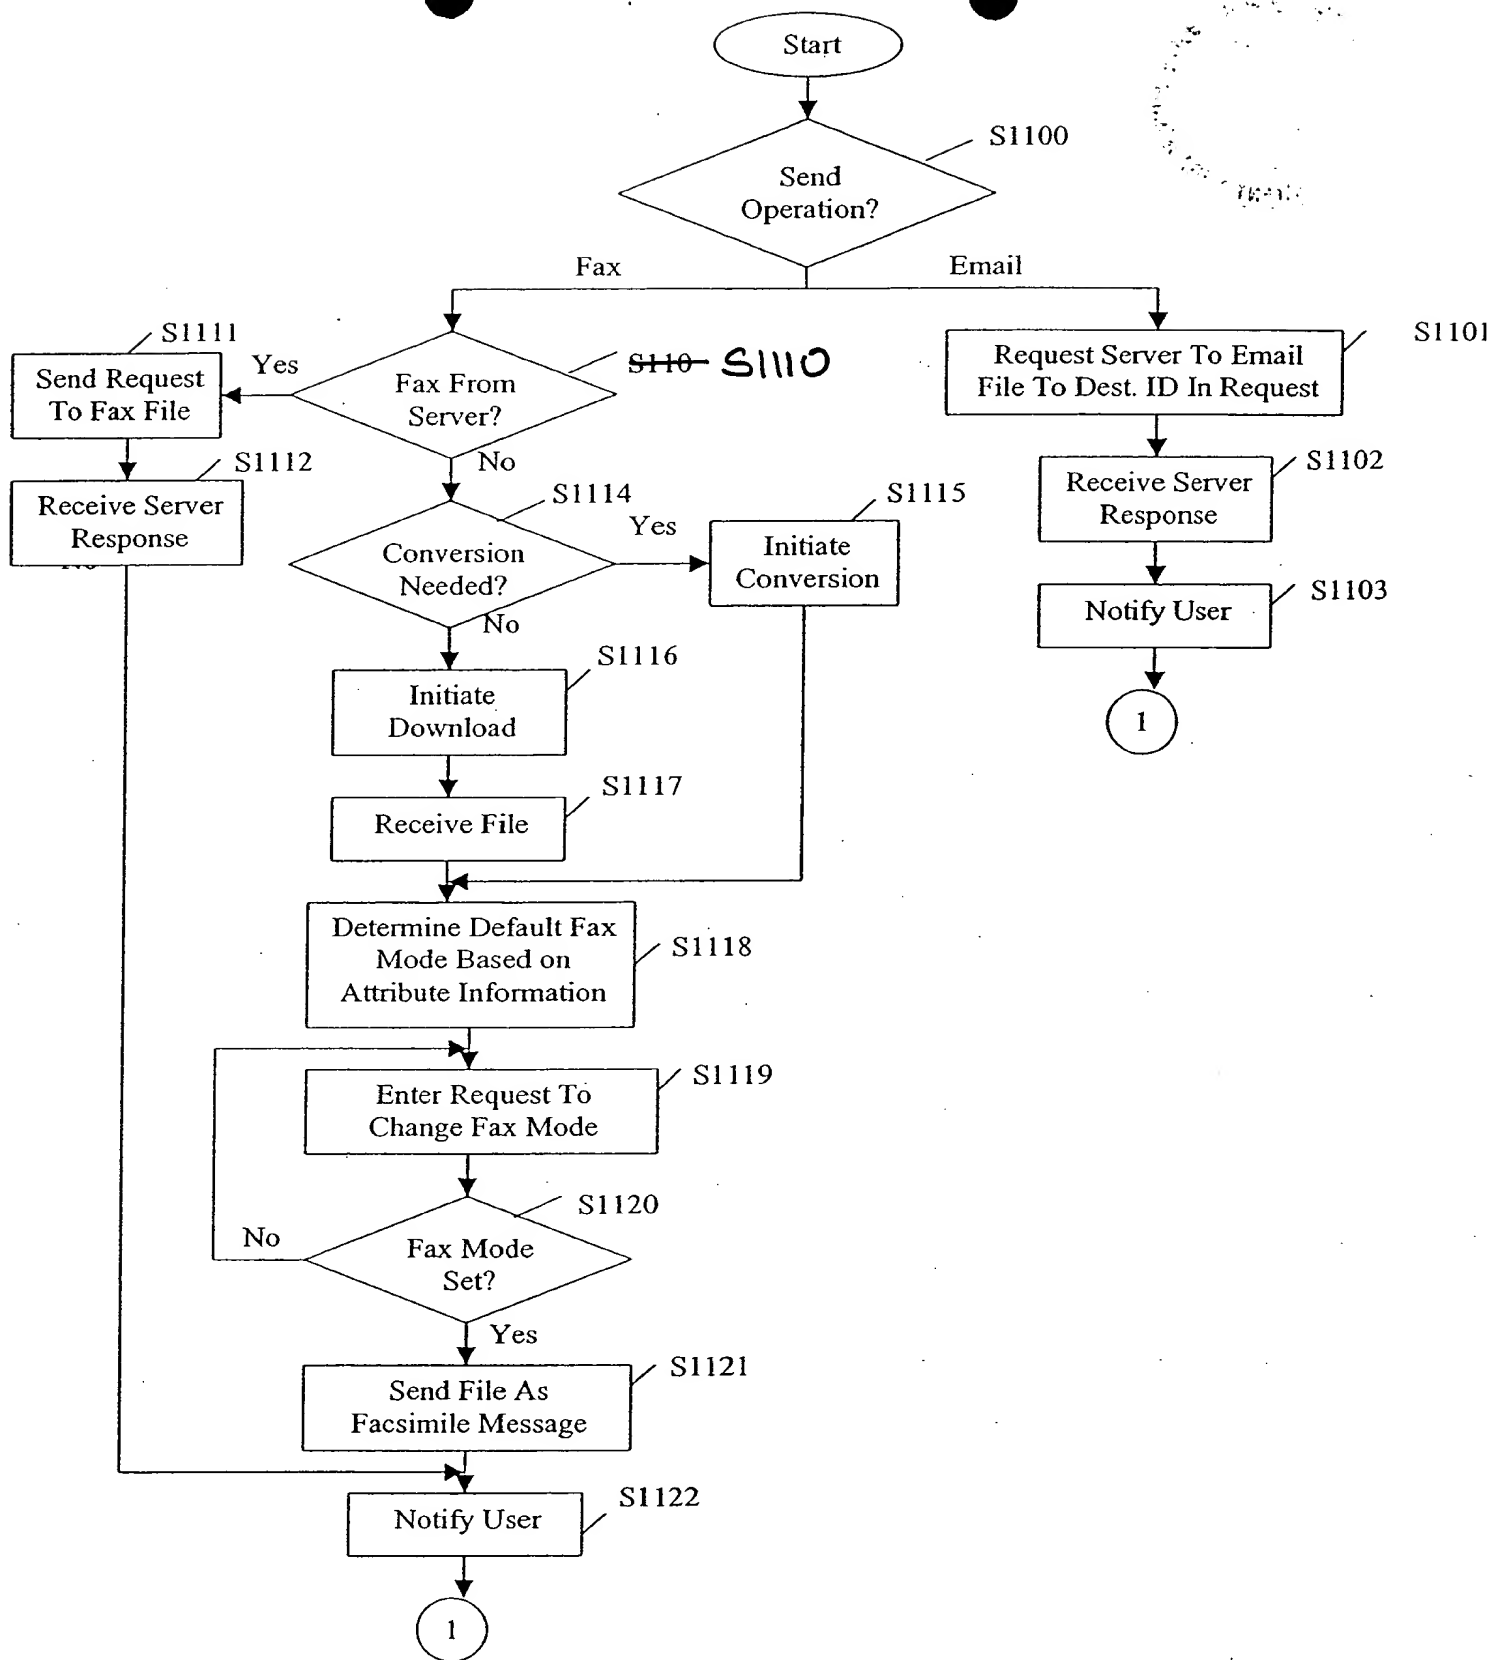 Start
S1100
Send
Operation?
Fax
Email
S1111
Yes
S110 S1110
S1101
Send Request
To Fax File
Fax From
Server?
Request Server To Email
File To Dest. ID In Request
S1112
No
S1102
Receive Server
Response
No
S1114
Yes
S1115
Receive Server
Response
Conversion
Needed?
Initiate
Conversion
S1103
Notify User
No
S1116
Initiate
Download
1
S1117
Receive File
Determine Default Fax
Mode Based on
Attribute Information
S1118
S1119
Enter Request To
Change Fax Mode
S1120
No
Fax Mode
Set?
Yes
S1121
Send File As
Facsimile Message
S1122
Notify User
1